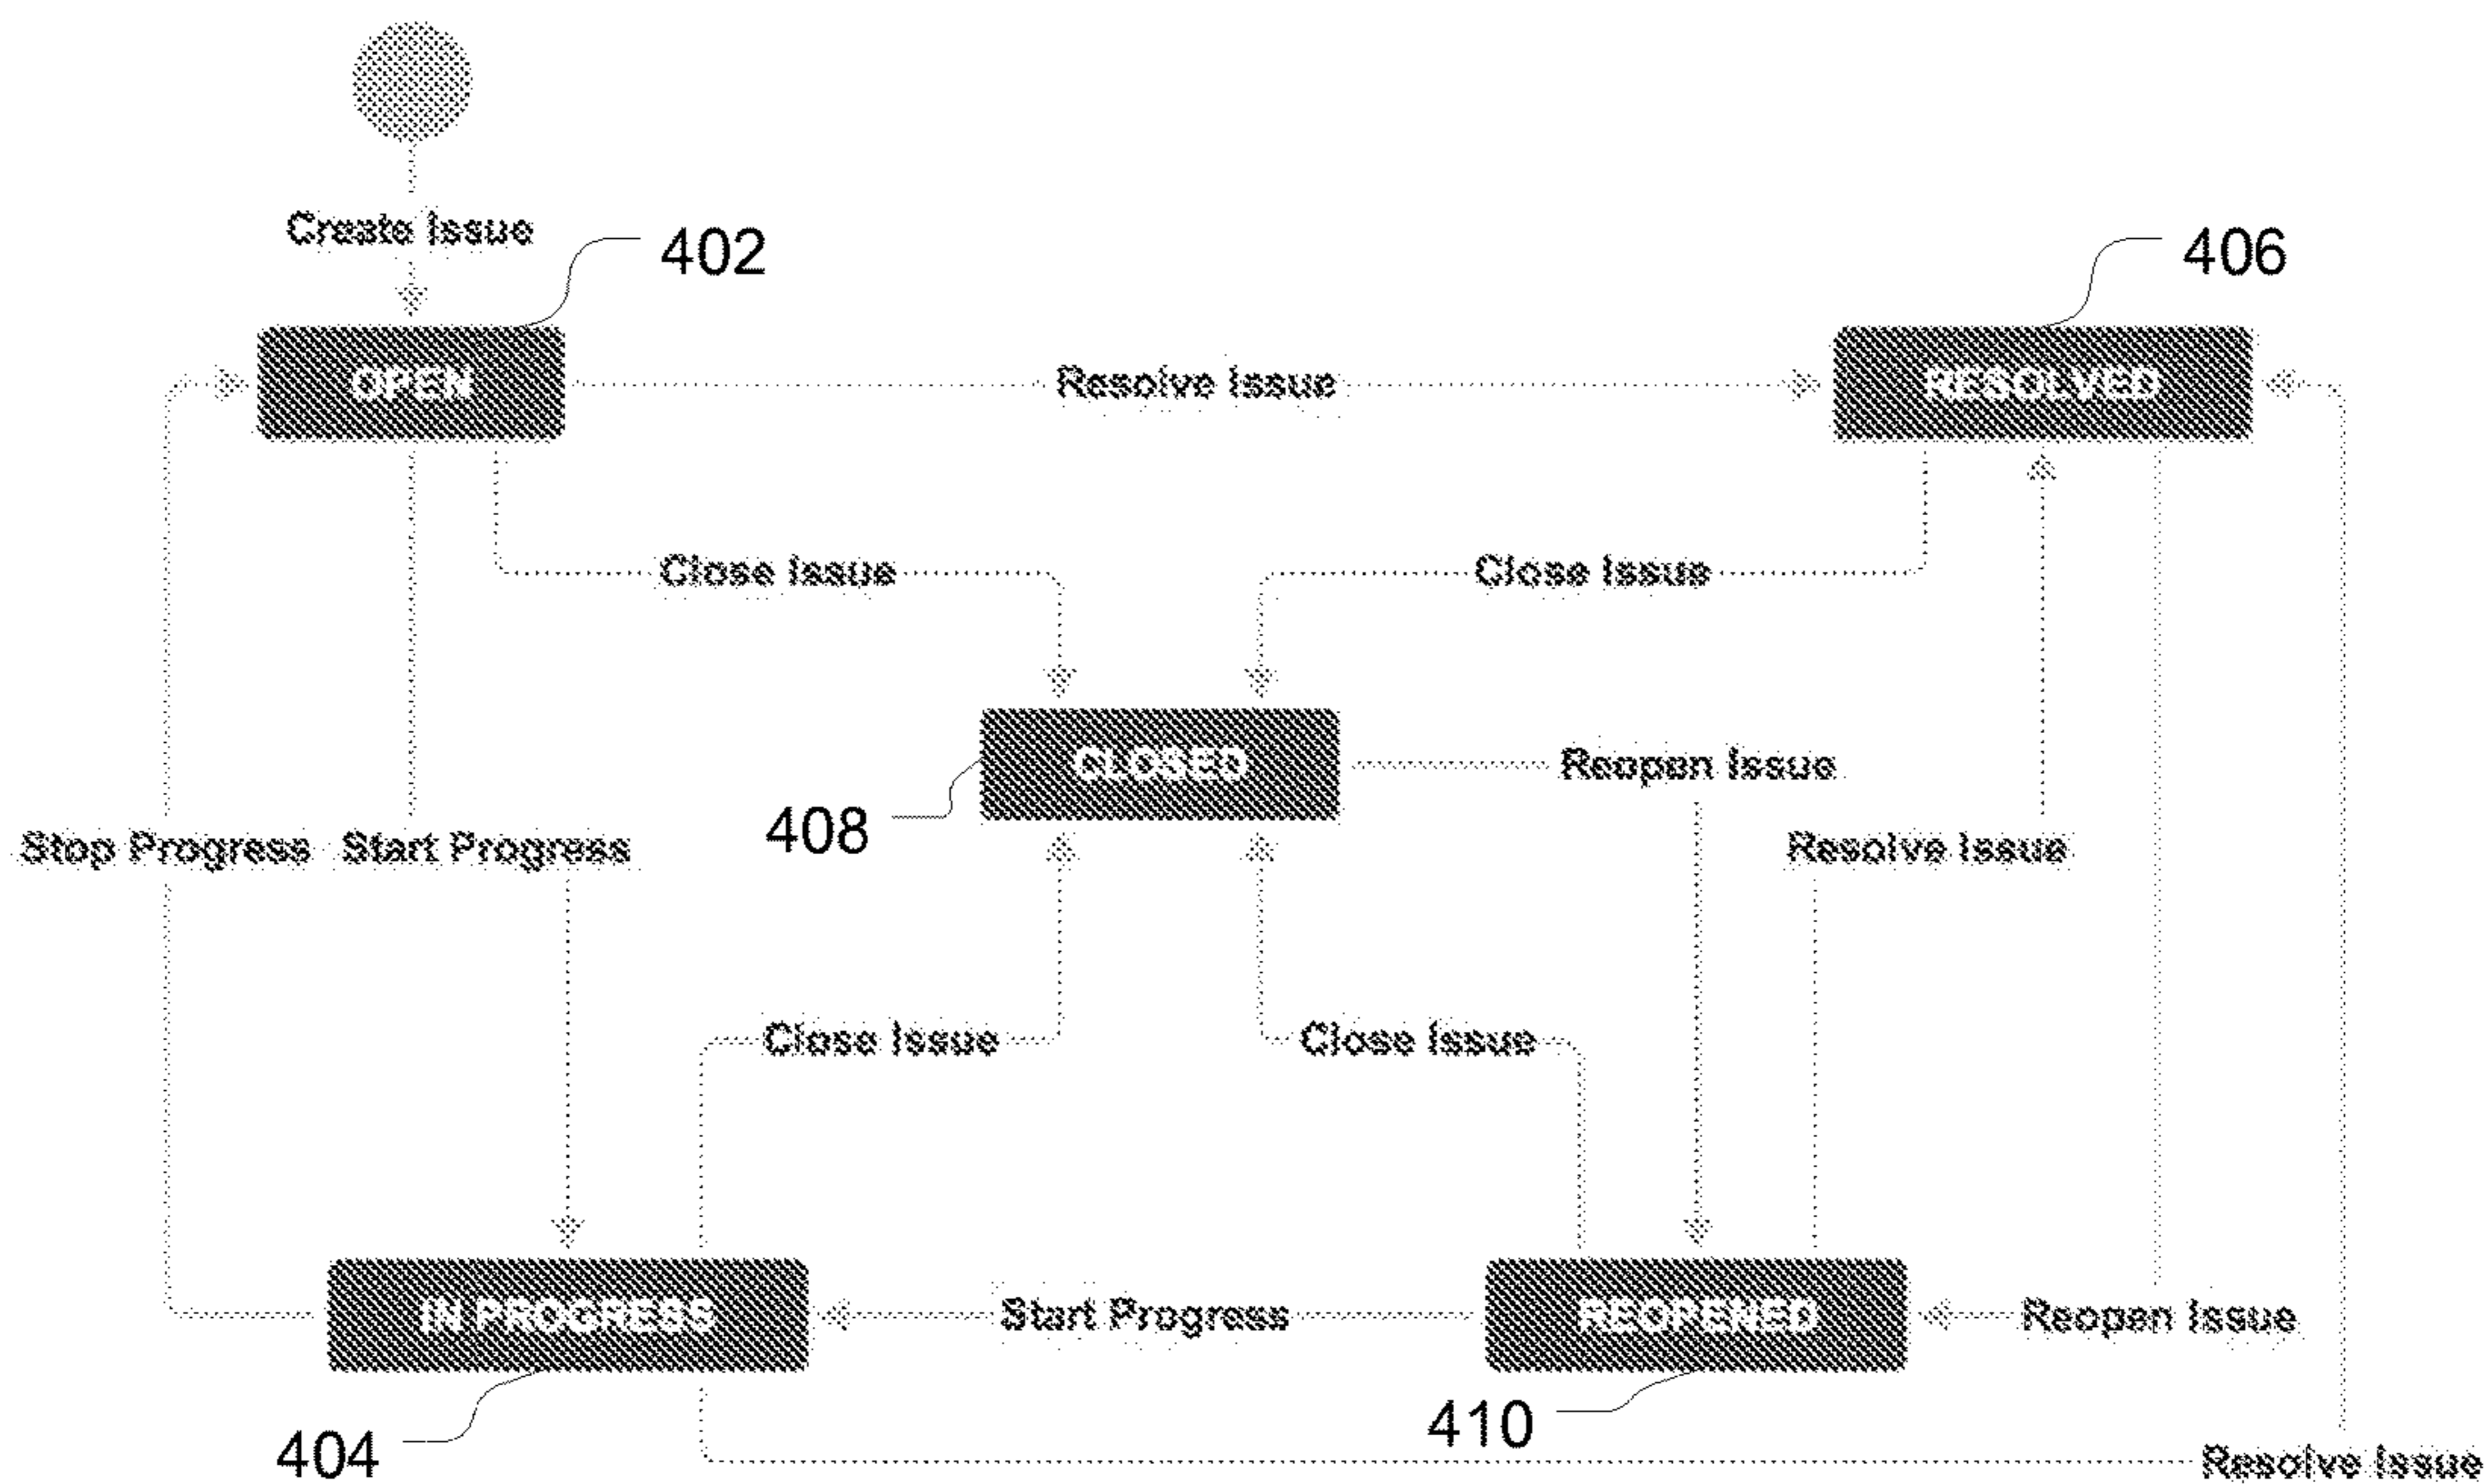 Create Issue
402
406
OPEN
Resolve Issue
RESOLVED
Close Issue
Close Issue
CLOSED
Reopen Issue
408
Stop Progress
Start Progress
Resolve Issue
Close Issue
Close Issue
IN PROGRESS
Start Progress
REOPENED
Reopen Issue
410
404
Resolve Issue